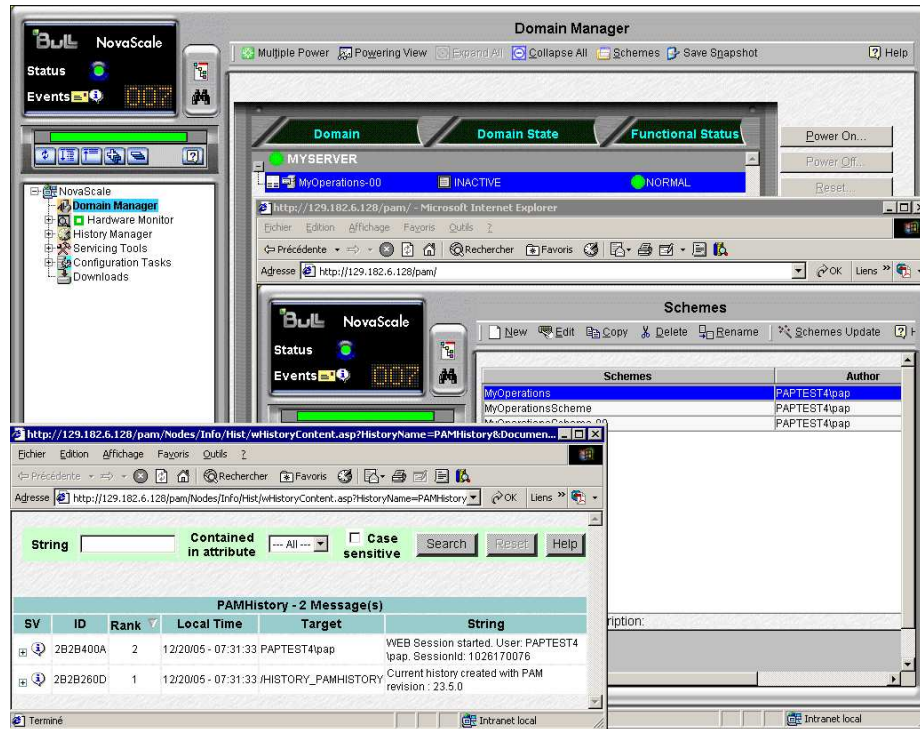 Bull NovaScale
Status
Events 007
Domain Manager
Multiple Power Powering View Expand All Collapse All Schemes Save Snapshot Help
Domain Domain State Functional Status
MYSERVER
MyOperations-00 INACTIVE NORMAL
Power On...
Power Off...
Reset...
NovaScale
Domain Manager
Hardware Monitor
History Manager
Servicing Tools
Configuration Tasks
Downloads
http://129.182.6.128/pam/ - Microsoft Internet Explorer
Fichier Edition Affichage Favoris Outils ?
Précédente Rechercher Favoris
Adresse http://129.182.6.128/pam/ OK Liens »
Bull NovaScale
Status
Events 007
Schemes
New Edit Copy Delete Rename Schemes Update H
Schemes Author
MyOperations PAPTEST4\pap
MyOperationsScheme PAPTEST4\pap
MyOperationsScheme-00 PAPTEST4\pap
ription:
Intranet local
http://129.182.6.128/pam/Nodes/Info/Hist/wHistoryContent.asp?HistoryName=PAMHistory&Documen...
Fichier Edition Affichage Favoris Outils ?
Précédente Rechercher Favoris
Adresse http://129.182.6.128/pam/Nodes/Info/Hist/wHistoryContent.asp?HistoryName=PAMHistory OK Liens »
String Contained in attribute --- All --- Case sensitive Search Reset Help
PAMHistory - 2 Message(s)
SV ID Rank Local Time Target String
2B2B400A 2 12/20/05 - 07:31:33 PAPTEST4\pap WEB Session started. User: PAPTEST4
\pap. SessionId: 1026170076
2B2B260D 1 12/20/05 - 07:31:33 /HISTORY_PAMHISTORY Current history created with PAM
revision : 23.5.0
Terminé Intranet local